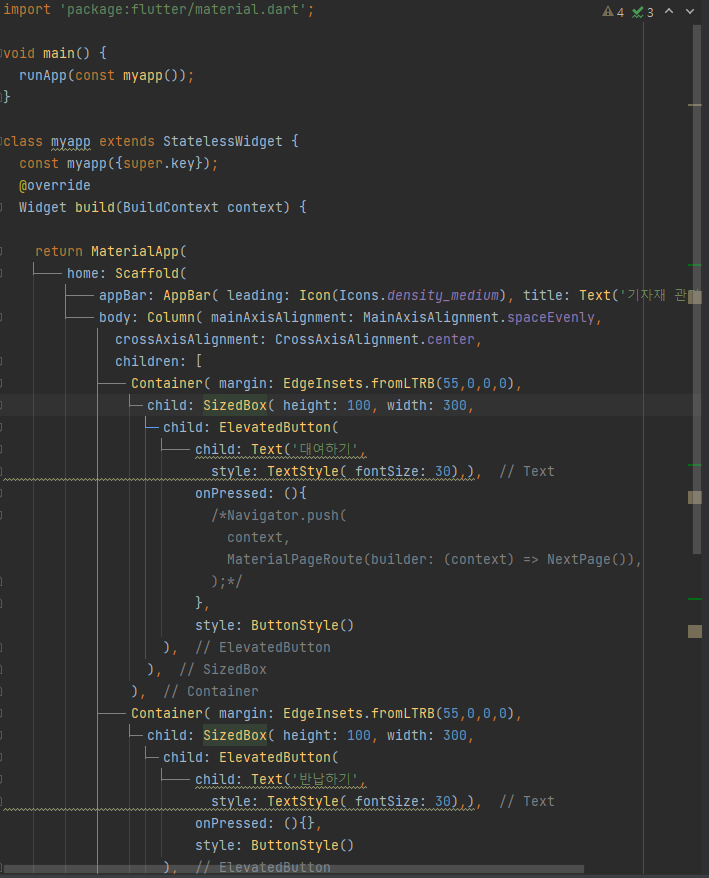 import 'package:flutter/material.dart';
4 3
void main() {
runApp(const myapp());
}
class myapp extends StatelessWidget {
const myapp({super.key});
@override
Widget build(BuildContext context) {
return MaterialApp(
home: Scaffold(
appBar: AppBar( leading: Icon(Icons.density_medium), title: Text('기자재 관
body: Column( mainAxisAlignment: MainAxisAlignment.spaceEvenly,
crossAxisAlignment: CrossAxisAlignment.center,
children: [
Container( margin: EdgeInsets.fromLTRB(55,0,0,0),
child: SizedBox( height: 100, width: 300,
child: ElevatedButton(
child: Text('대여하기',
style: TextStyle( fontSize: 30),), // Text
onPressed: (){
/*Navigator.push(
context,
MaterialPageRoute(builder: (context) => NextPage()),
);*/
},
style: ButtonStyle()
), // ElevatedButton
), // SizedBox
), // Container
Container( margin: EdgeInsets.fromLTRB(55,0,0,0),
child: SizedBox( height: 100, width: 300,
child: ElevatedButton(
child: Text('반납하기',
style: TextStyle( fontSize: 30),), // Text
onPressed: (){},
style: ButtonStyle()
), // ElevatedButton